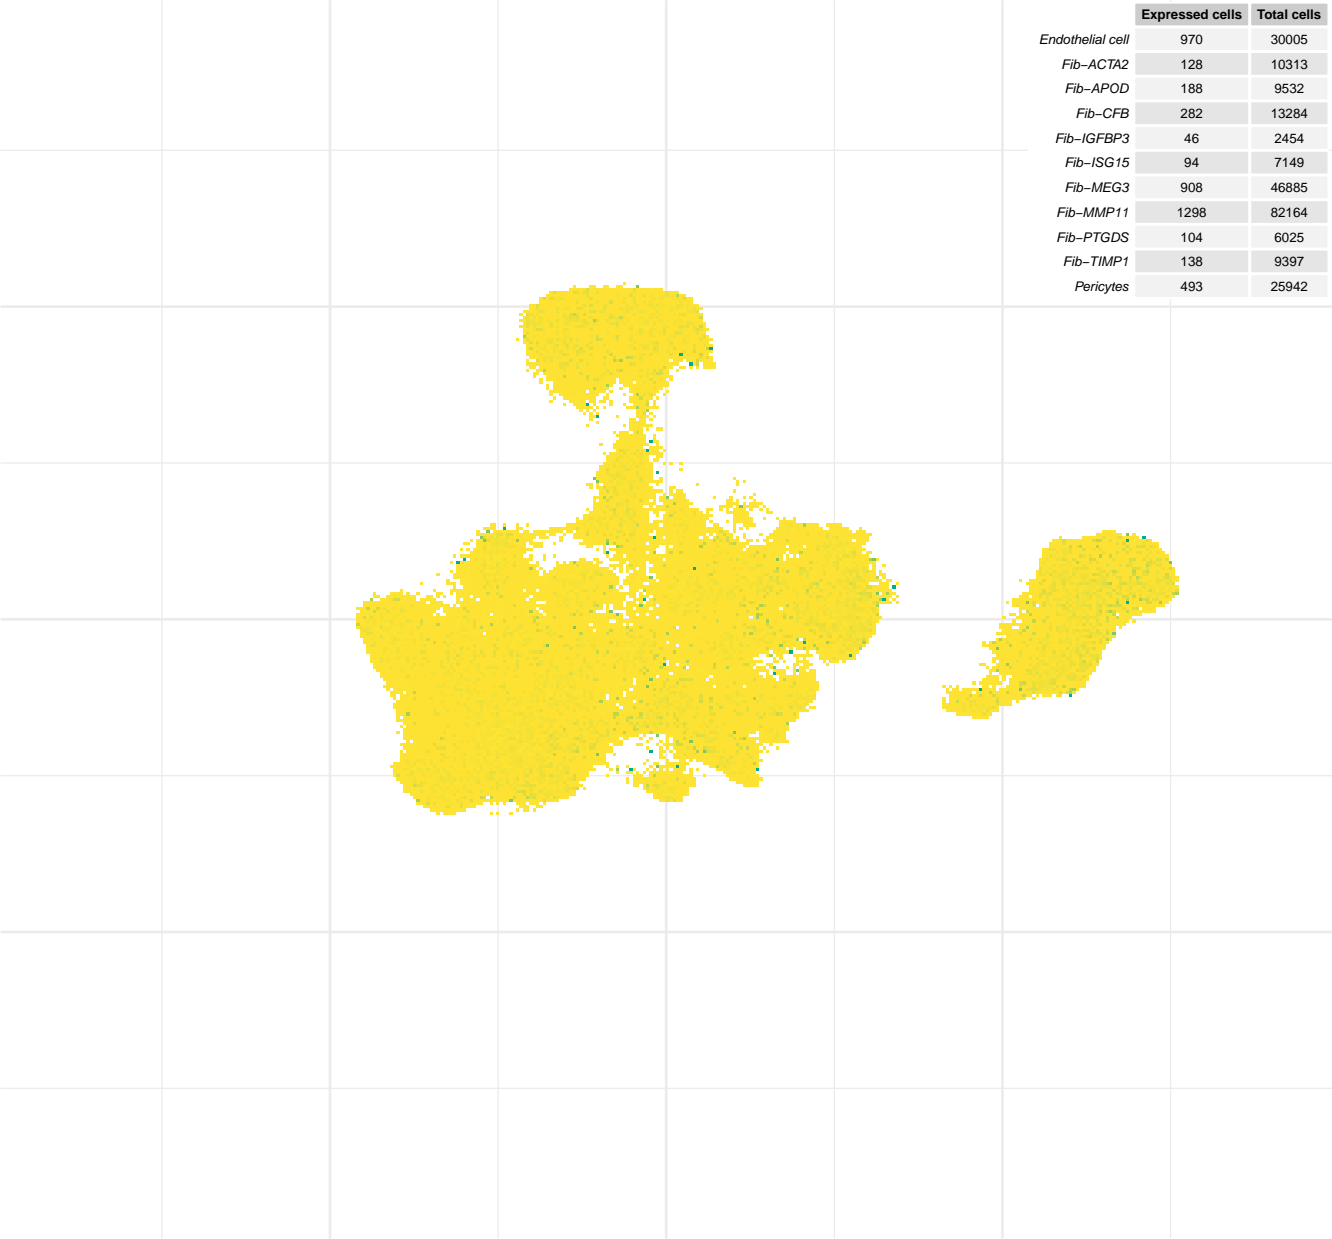 Expressed cells Total cells
Endothelial cell 970 30005
Fib−ACTA2 128 10313
Fib−APOD 188 9532
Fib−CFB 282 13284
Fib−IGFBP3 46 2454
Fib−ISG15 94 7149
Fib−MEG3 908 46885
Fib−MMP11 1298 82164
Fib−PTGDS 104 6025
Fib−TIMP1 138 9397
Pericytes 493 25942